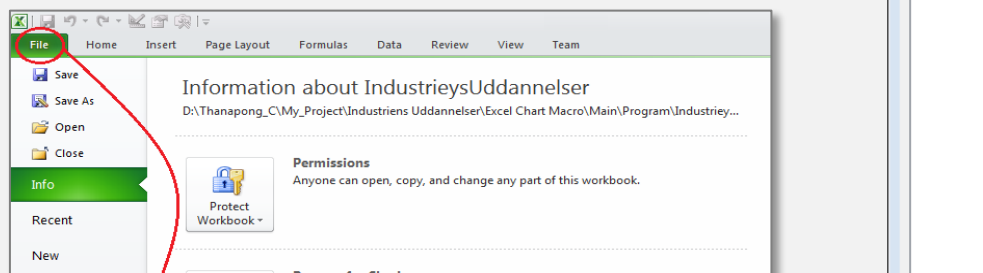 File Home Insert Page Layout Formulas Data Review View Team
Save
Save As
Open
Close
Info
Recent
New
Information about IndustrieysUddannelser
D:\Thanapong_C\My_Project\Industriens Uddannelser\Excel Chart Macro\Main\Program\Industriey...
Protect
Workbook
Permissions
Anyone can open, copy, and change any part of this workbook.